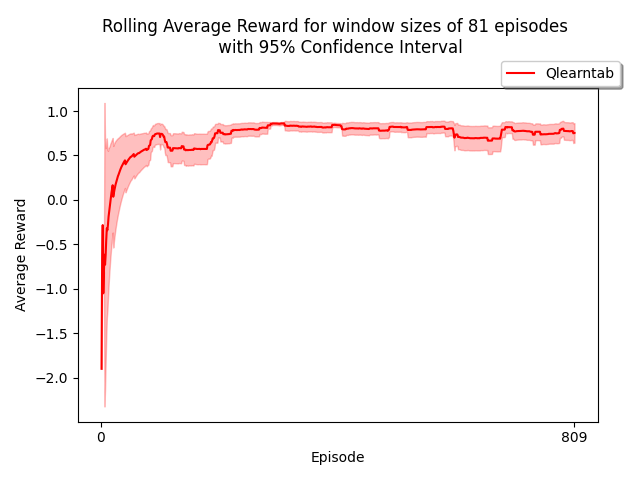 Rolling Average Reward for window sizes of 81 episodes
with 95% Confidence Interval
Qlearntab
1.0
0.5
0.0
−0.5
−1.0
−1.5
−2.0
Average Reward
0
809
Episode